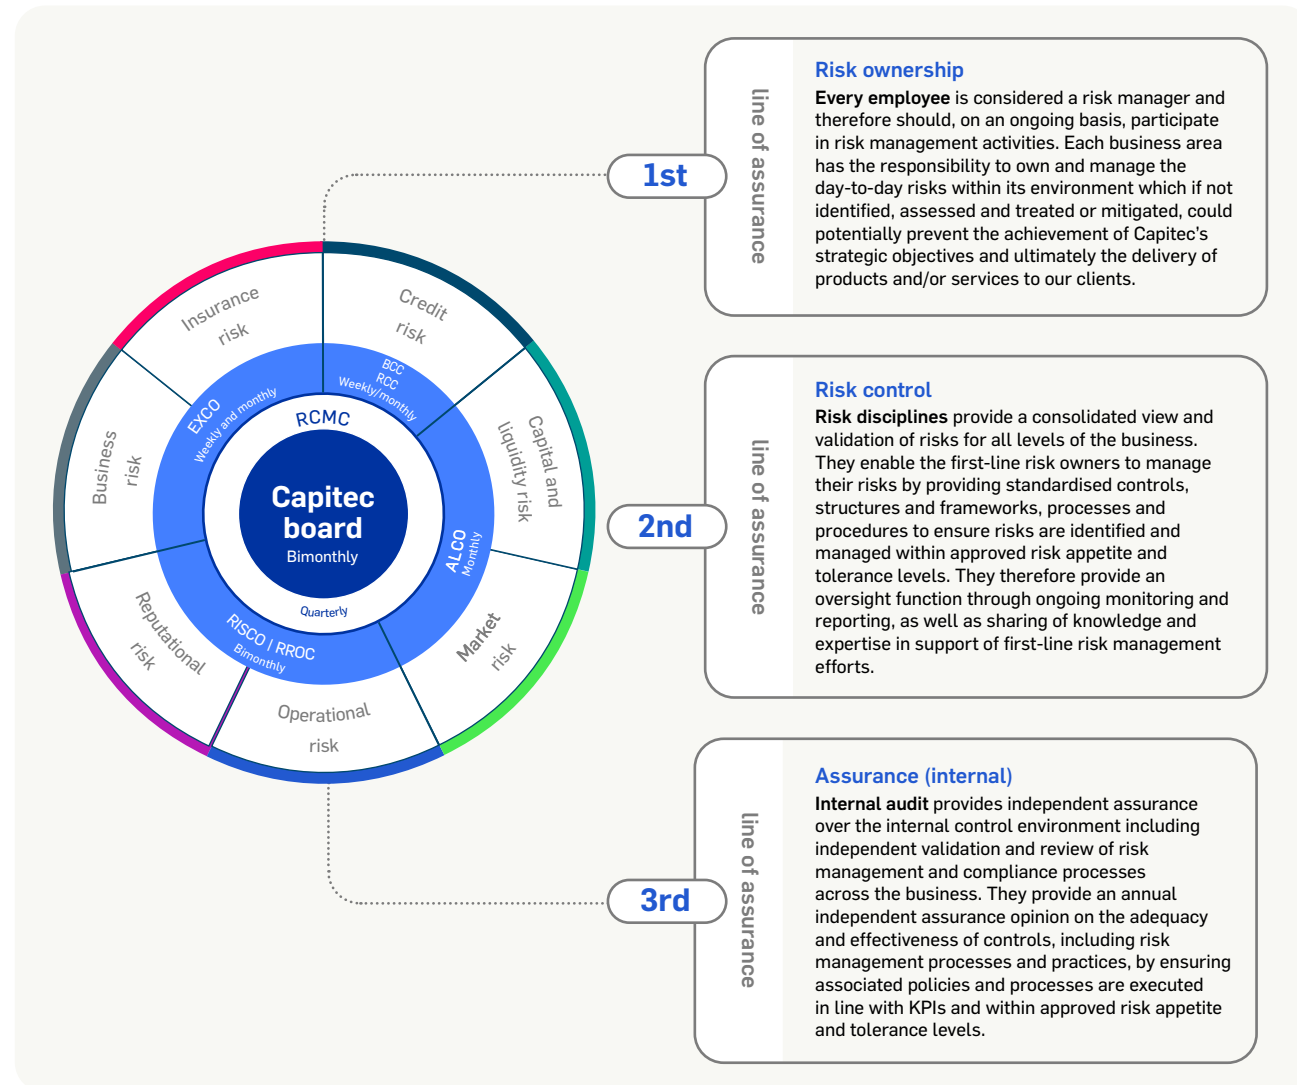 Insurance
risk
Credit
risk
Business
risk
Capital and
liquidity risk
Reputational
risk
Market
risk
Operational
risk
EXCO
Weekly and monthly
BCC
RCC
Weekly/monthly
ALCO
Monthly
RISCO | RROC
Bimonthly
RCMC
Capitec
board
Bimonthly
Quarterly
1st
line of assurance
Risk ownership
Every employee is considered a risk manager and
therefore should, on an ongoing basis, participate
in risk management activities. Each business area
has the responsibility to own and manage the
day-to-day risks within its environment which if not
identified, assessed and treated or mitigated, could
potentially prevent the achievement of Capitec’s
strategic objectives and ultimately the delivery of
products and/or services to our clients.
2nd
line of assurance
Risk control
Risk disciplines provide a consolidated view and
validation of risks for all levels of the business.
They enable the first-line risk owners to manage
their risks by providing standardised controls,
structures and frameworks, processes and
procedures to ensure risks are identified and
managed within approved risk appetite and
tolerance levels. They therefore provide an
oversight function through ongoing monitoring and
reporting, as well as sharing of knowledge and
expertise in support of first-line risk management
efforts.
3rd
line of assurance
Assurance (internal)
Internal audit provides independent assurance
over the internal control environment including
independent validation and review of risk
management and compliance processes
across the business. They provide an annual
independent assurance opinion on the adequacy
and effectiveness of controls, including risk
management processes and practices, by ensuring
associated policies and processes are executed
in line with KPIs and within approved risk appetite
and tolerance levels.